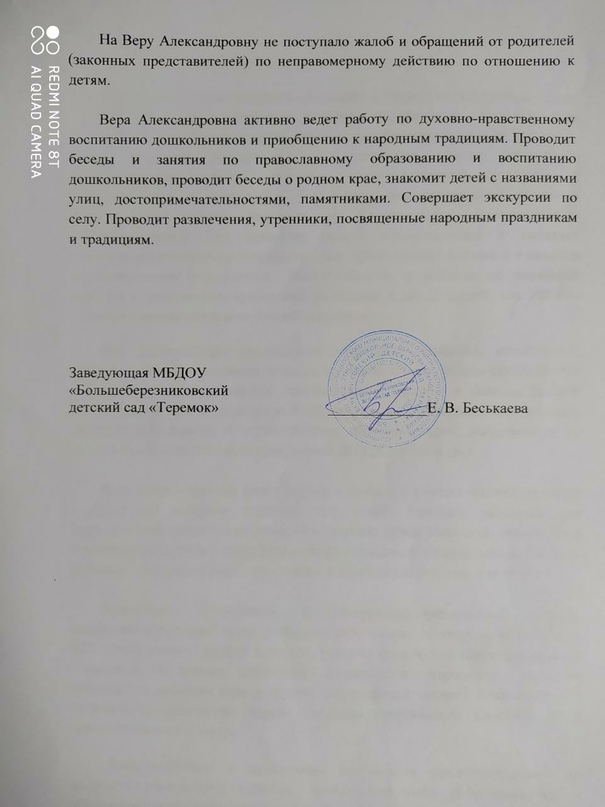 На Веру Александровну не поступало жалоб и обращений от родителей
(законных представителей) по неправомерному действию по отношению к
детям.
Вера Александровна активно ведет работу по духовно-нравственному
воспитанию дошкольников и приобщению к народным традициям. Проводит
беседы и занятия по православному образованию и воспитанию
дошкольников, проводит беседы о родном крае, знакомит детей с названиями
улиц, достопримечательностями, памятниками. Совершает экскурсии по
селу. Проводит развлечения, утренники, посвященные народным праздникам
и традициям.
Заведующая МБДОУ
«Большеберезниковский
детский сад «Теремок»
Е. В. Беськаева
REDMI NOTE 8T
AI QUAD CAMERA